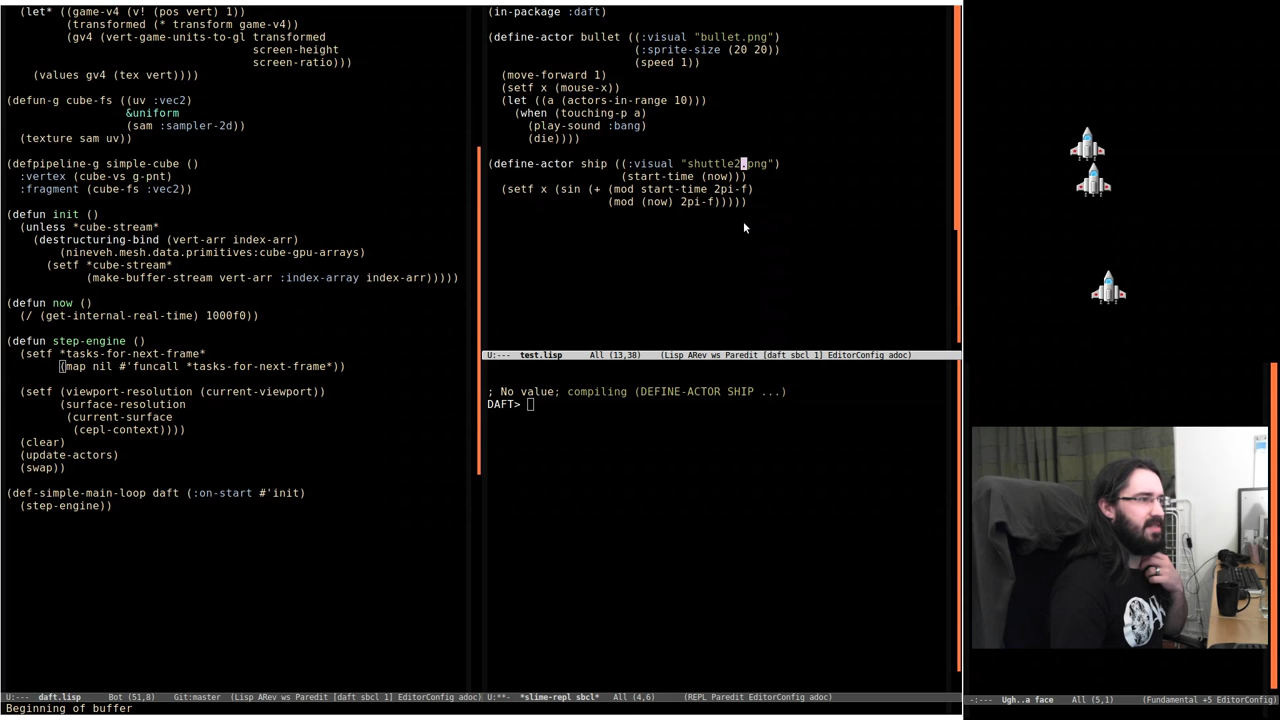 (let* ((game-v4 (v! (pos vert) 1))
(transformed (* transform game-v4))
(gv4 (vert-game-units-to-gl transformed
screen-height
screen-ratio)))
(values gv4 (tex vert))))
(defun-g cube-fs ((uv :vec2)
&uniform
(sam :sampler-2d))
(texture sam uv))
(defpipeline-g simple-cube ()
:vertex (cube-vs g-pnt)
:fragment (cube-fs :vec2))
(defun init ()
(unless *cube-stream*
(destructuring-bind (vert-arr index-arr)
(nineveh.mesh.data.primitives:cube-gpu-arrays)
(setf *cube-stream*
(make-buffer-stream vert-arr :index-array index-arr)))))
(defun now ()
(/ (get-internal-real-time) 1000f0))
(defun step-engine ()
(setf *tasks-for-next-frame*
(map nil #'funcall *tasks-for-next-frame*))
(setf (viewport-resolution (current-viewport))
(surface-resolution
(current-surface
(cepl-context))))
(clear)
(update-actors)
(swap))
(def-simple-main-loop daft (:on-start #'init)
(step-engine))
U:--- daft.lisp Bot (51,8) Git:master (Lisp ARev ws Paredit [daft sbcl 1] EditorConfig adoc)
Beginning of buffer
(in-package :daft)
(define-actor bullet ((:visual "bullet.png")
(:sprite-size (20 20))
(speed 1))
(move-forward 1)
(setf x (mouse-x))
(let ((a (actors-in-range 10)))
(when (touching-p a)
(play-sound :bang)
(die))))
(define-actor ship ((:visual "shuttle2.png")
(start-time (now)))
(setf x (sin (+ (mod start-time 2pi-f)
(mod (now) 2pi-f)))))
U:--- test.lisp All (13,38) (Lisp ARev ws Paredit [daft sbcl 1] EditorConfig adoc)
; No value; compiling (DEFINE-ACTOR SHIP ...)
DAFT>
U:**- *slime-repl sbcl* All (4,6) (REPL Paredit EditorConfig adoc)
-:--- Ugh..a face All (5,1) (Fundamental +5 EditorConfig)